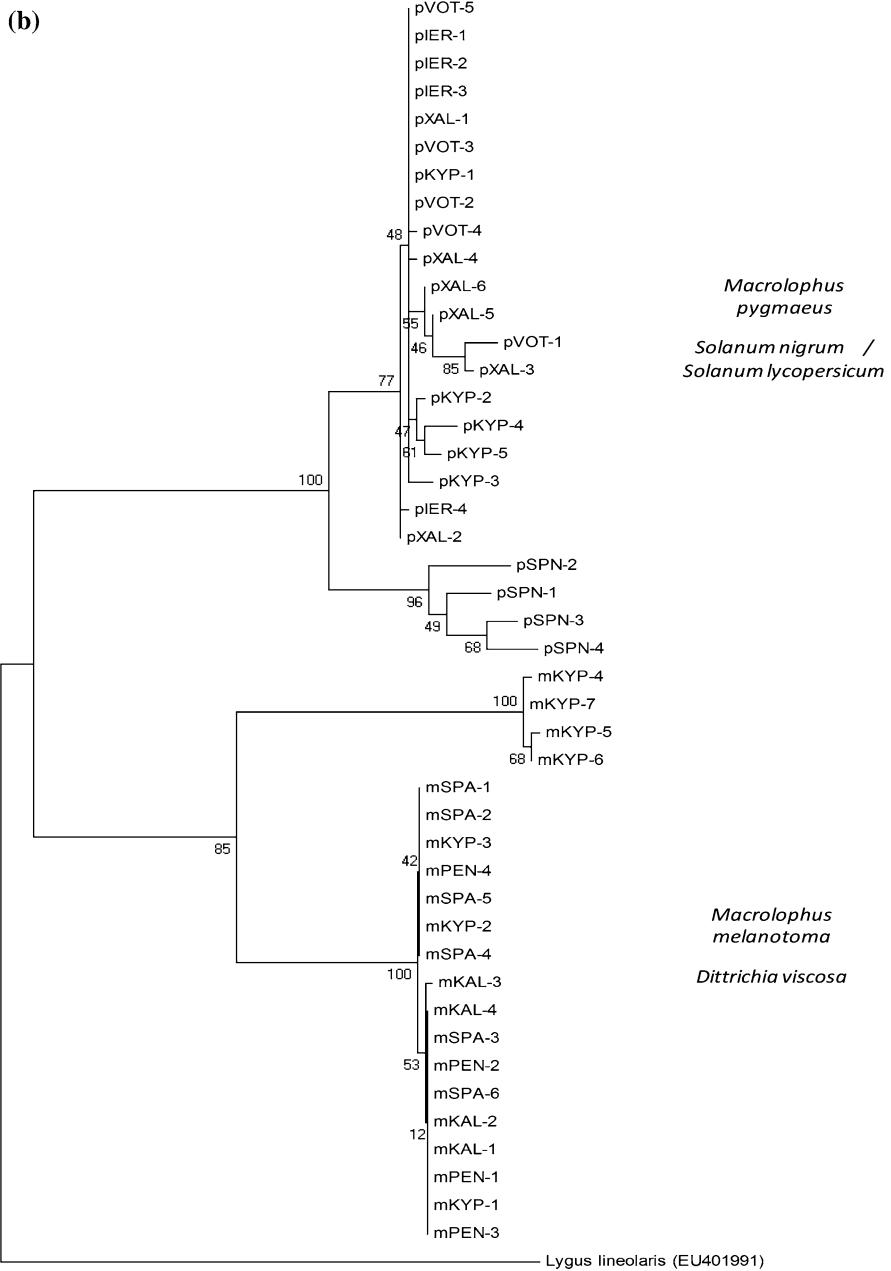 (b)
pVOT-5
pIER-1
pIER-2
pIER-3
pXAL-1
pVOT-3
pKYP-1
pVOT-2
48
pVOT-4
pXAL-4
pXAL-6
Macrolophus
pygmaeus
55
pXAL-5
46
pVOT-1
Solanum nigrum /
85
pXAL-3
Solanum lycopersicum
77
pKYP-2
47
pKYP-4
61
pKYP-5
100
pKYP-3
pIER-4
pXAL-2
pSPN-2
96
pSPN-1
49
pSPN-3
68
pSPN-4
mKYP-4
100
mKYP-7
mKYP-5
68
mKYP-6
mSPA-1
mSPA-2
85
mKYP-3
42
mPEN-4
mSPA-5
Macrolophus
melanotoma
mKYP-2
mSPA-4
100
Dittrichia viscosa
mKAL-3
mKAL-4
mSPA-3
53
mPEN-2
mSPA-6
mKAL-2
12
mKAL-1
mPEN-1
mKYP-1
mPEN-3
Lygus lineolaris (EU401991)